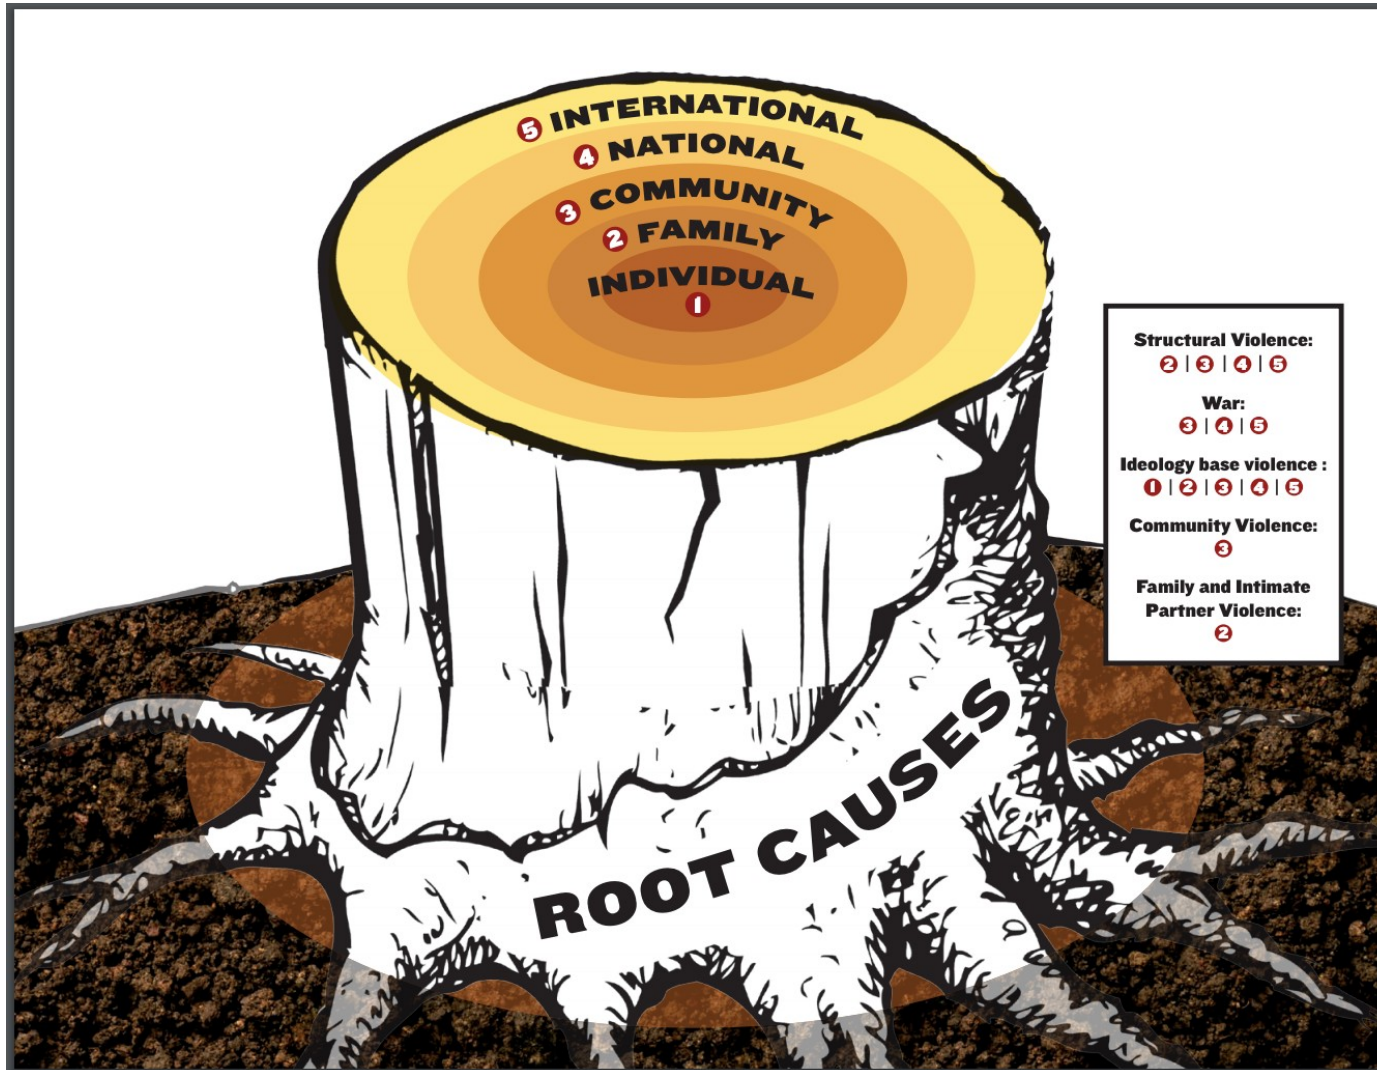 5 INTERNATIONAL
4 NATIONAL
3 COMMUNITY
2 FAMILY
INDIVIDUAL
1
Structural Violence:
2 | 3 | 4 | 5
War:
3 | 4 | 5
Ideology base violence :
1 | 2 | 3 | 4 | 5
Community Violence:
3
Family and Intimate
Partner Violence:
2
ROOT CAUSES